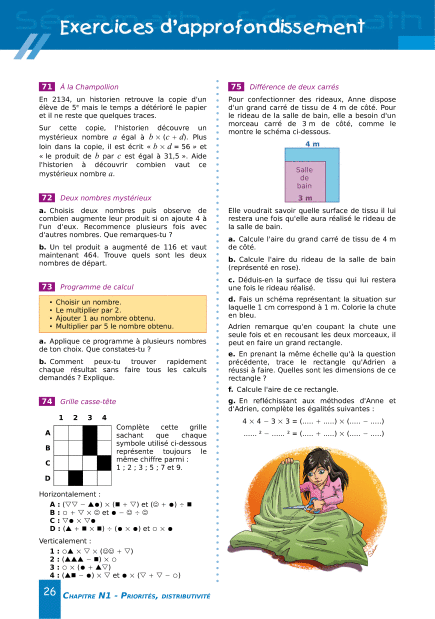 Exercices d'approfondissement
71 À la Champollion
En 2134, un historien retrouve la copie d'un
élève de 5e mais le temps a détérioré le papier
et il ne reste que quelques traces.
Sur cette copie, l'historien découvre un
mystérieux nombre a égal à b × (c + d). Plus
loin dans la copie, il est écrit « b × d = 56 » et
« le produit de b par c est égal à 31,5 ». Aide
l'historien à découvrir combien vaut ce
mystérieux nombre a.
72 Deux nombres mystérieux
a. Choisis deux nombres puis observe de
combien augmente leur produit si on ajoute 4 à
l'un d'eux. Recommence plusieurs fois avec
d'autres nombres. Que remarques-tu ?
b. Un tel produit a augmenté de 116 et vaut
maintenant 464. Trouve quels sont les deux
nombres de départ.
73 Programme de calcul
• Choisir un nombre.
• Le multiplier par 2.
• Ajouter 1 au nombre obtenu.
• Multiplier par 5 le nombre obtenu.
a. Applique ce programme à plusieurs nombres
de ton choix. Que constates-tu ?
b. Comment peux-tu trouver rapidement
chaque résultat sans faire tous les calculs
demandés ? Explique.
74 Grille casse-tête
1 2 3 4
A
B
C
D
Complète cette grille
sachant que chaque
symbole utilisé ci-dessous
représente toujours le
même chiffre parmi :
1 ; 2 ; 3 ; 5 ; 7 et 9.
Horizontalement :
A : (▽▽ − ▲●) × (■ + ▽) et (☺ + ●) ÷ ■
B : ○ + ▽ × ☺ et ● − ☺ ÷ ☺
C : ▽● × ▽●
D : (▲ + ■ × ■) ÷ (● × ●) et ○ × ●
Verticalement :
1 : ○▲ × ▽ × (☺☺ + ▽)
2 : (▲▲▲ − ■) × ○
3 : ○ × (● + ▲▽)
4 : (▲■ − ●) × ▽ et ● × (▽ + ▽ − ○)
75 Différence de deux carrés
Pour confectionner des rideaux, Anne dispose
d'un grand carré de tissu de 4 m de côté. Pour
le rideau de la salle de bain, elle a besoin d'un
morceau carré de 3 m de côté, comme le
montre le schéma ci-dessous.
4 m
Salle
de
bain
3 m
Elle voudrait savoir quelle surface de tissu il lui
restera une fois qu'elle aura réalisé le rideau de
la salle de bain.
a. Calcule l'aire du grand carré de tissu de 4 m
de côté.
b. Calcule l'aire du rideau de la salle de bain
(représenté en rose).
c. Déduis-en la surface de tissu qui lui restera
une fois le rideau réalisé.
d. Fais un schéma représentant la situation sur
laquelle 1 cm correspond à 1 m. Colorie la chute
en bleu.
Adrien remarque qu'en coupant la chute une
seule fois et en recousant les deux morceaux, il
peut en faire un grand rectangle.
e. En prenant la même échelle qu'à la question
précédente, trace le rectangle qu'Adrien a
réussi à faire. Quelles sont les dimensions de ce
rectangle ?
f. Calcule l'aire de ce rectangle.
g. En réfléchissant aux méthodes d'Anne et
d'Adrien, complète les égalités suivantes :
4 × 4 − 3 × 3 = (..... + .....) × (..... − .....)
...... ² − ...... ² = (..... + .....) × (..... − .....)
26 CHAPITRE N1 - PRIORITÉS, DISTRIBUTIVITÉ